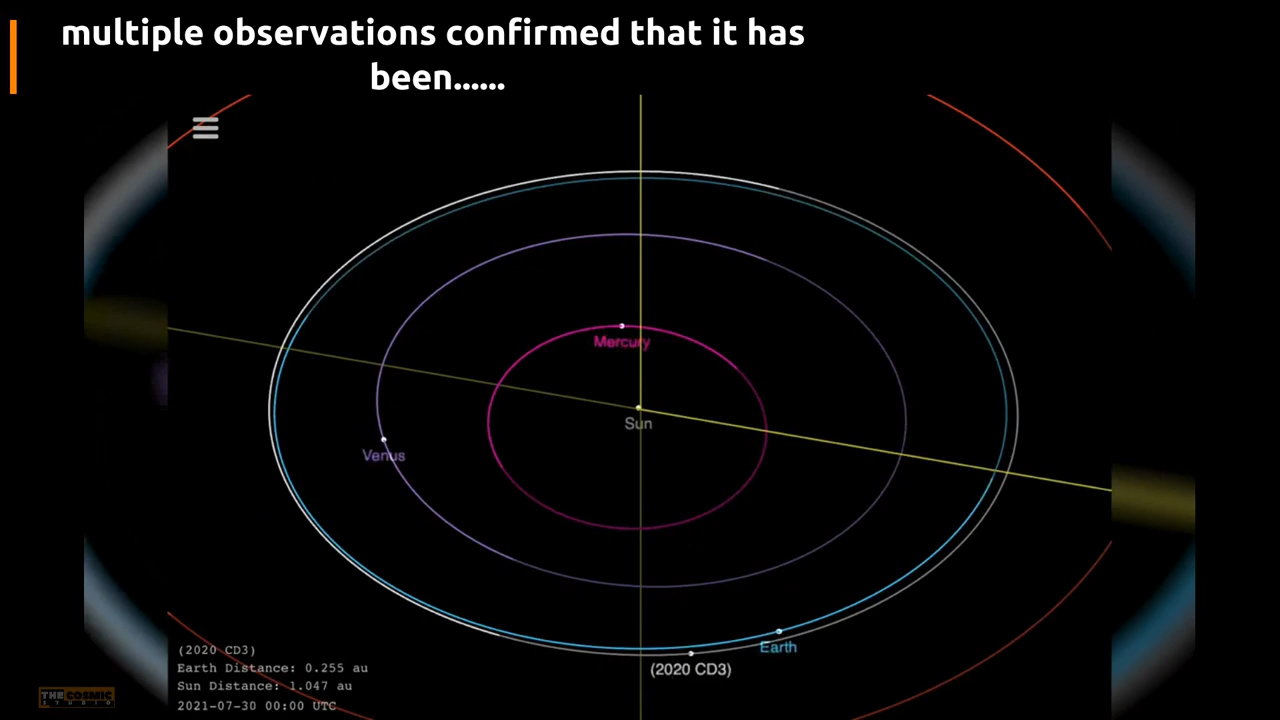 multiple observations confirmed that it has
been......
Mercury
Sun
Venus
Earth
(2020 CD3)
(2020 CD3)
Earth Distance: 0.255 au
Sun Distance: 1.047 au
2021-07-30 00:00 UTC
THE COSMIC
STUDIO